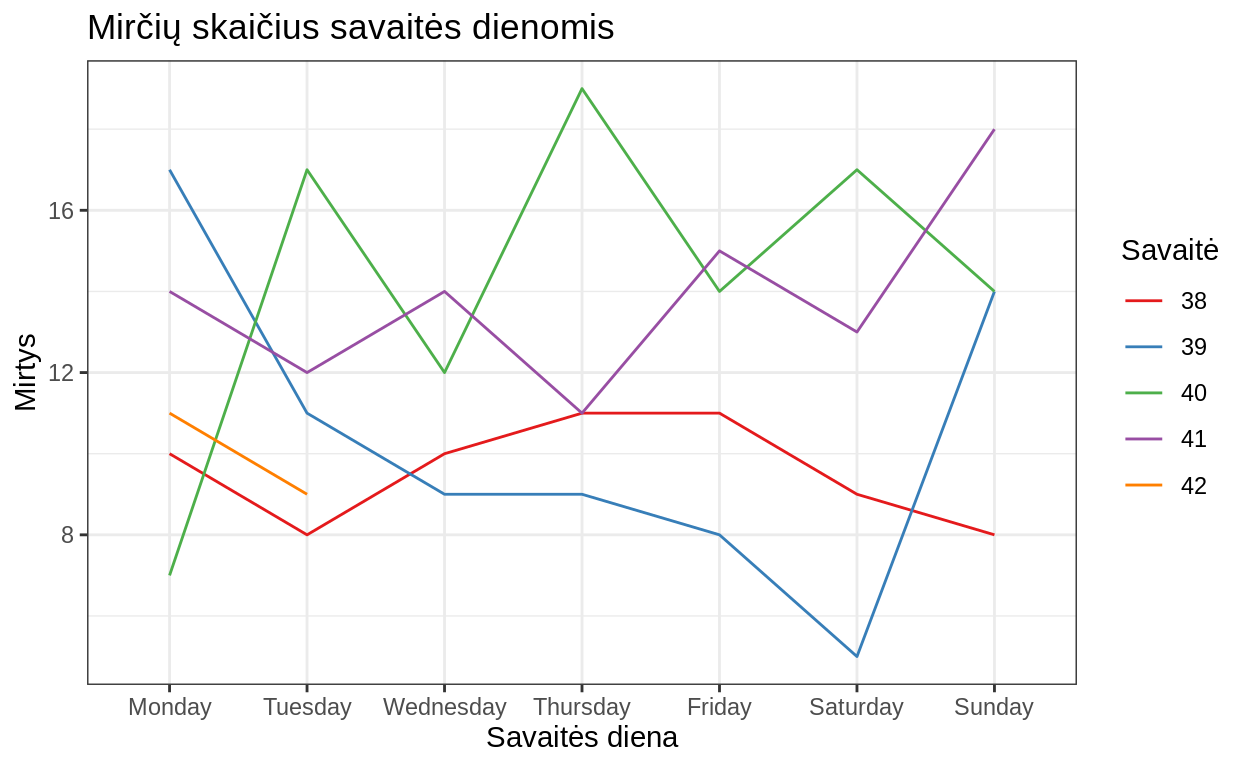 Mirčių skaičius savaitės dienomis
Mirtys
16
12
8
Monday Tuesday Wednesday Thursday Friday Saturday Sunday
Savaitės diena
Savaitė
38
39
40
41
42